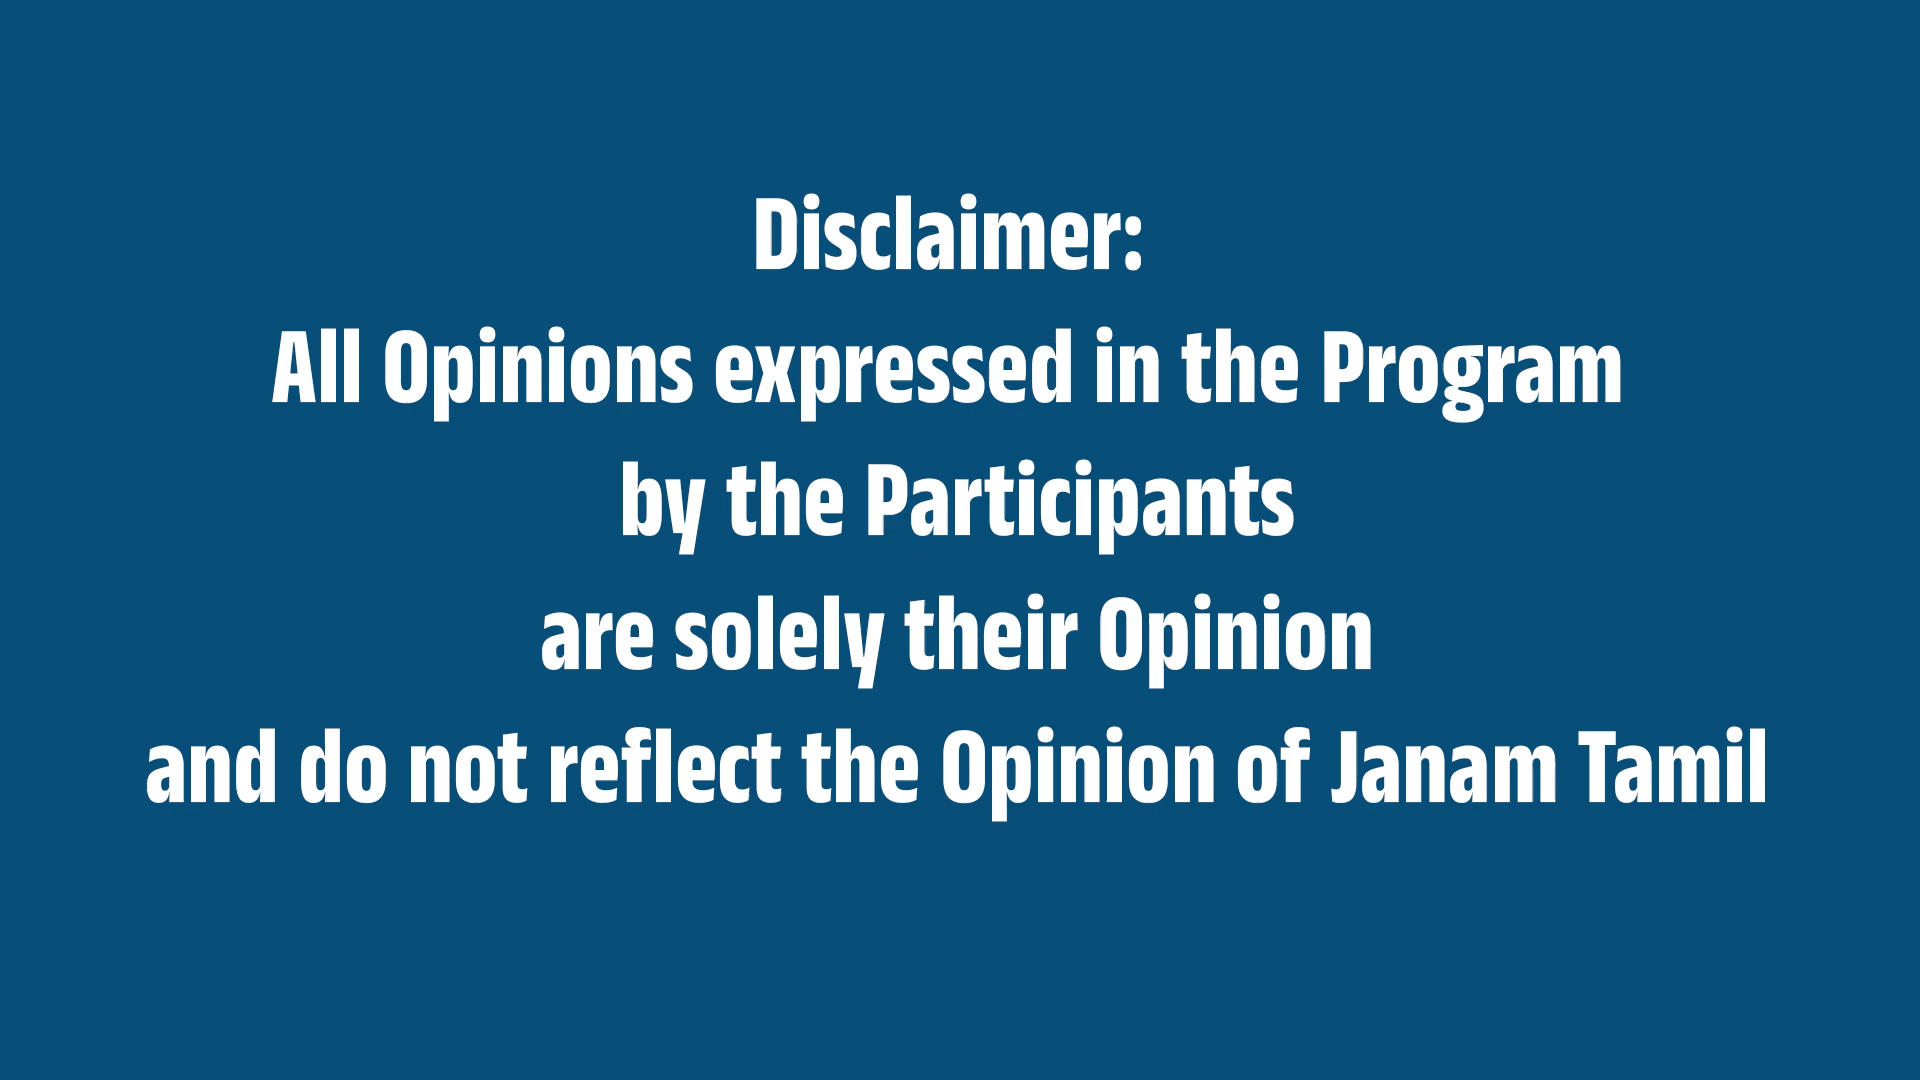 Disclaimer:
All Opinions expressed in the Program
by the Participants
are solely their Opinion
and do not reflect the Opinion of Janam Tamil